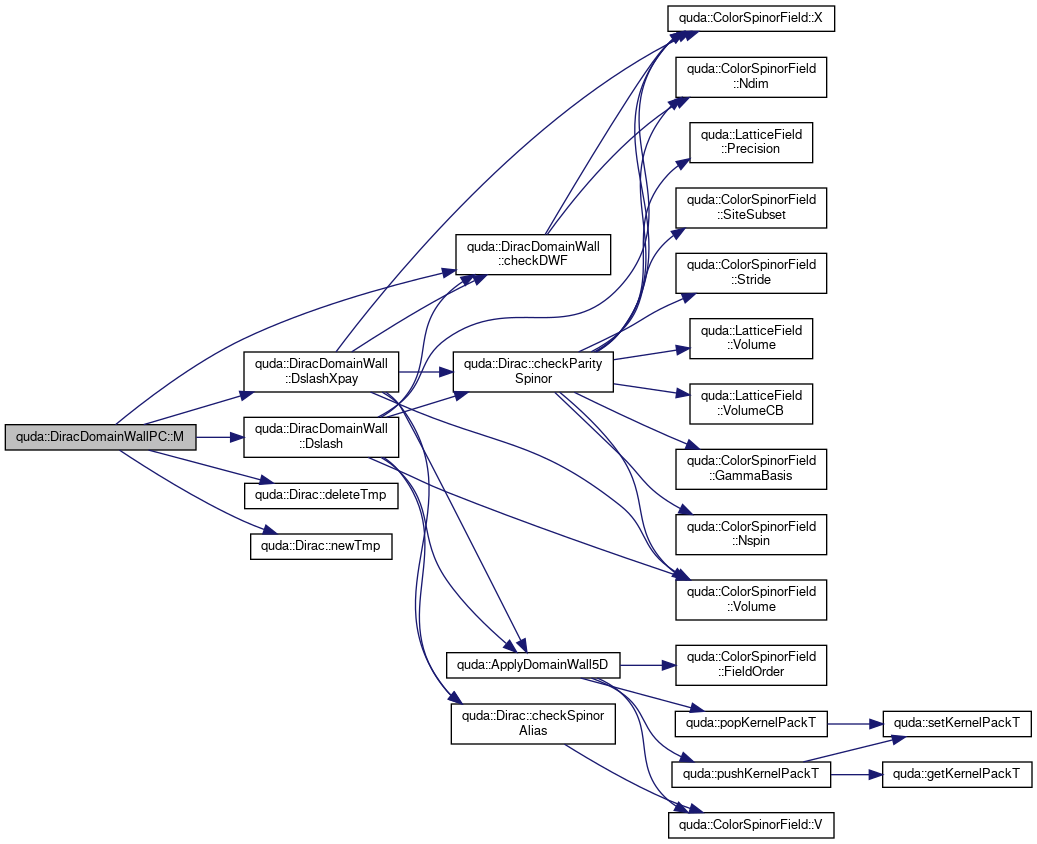 quda::DiracDomainWallPC::M
quda::DiracDomainWall
::DslashXpay
quda::DiracDomainWall
::Dslash
quda::Dirac::deleteTmp
quda::Dirac::newTmp
quda::DiracDomainWall
::checkDWF
quda::Dirac::checkParity
Spinor
quda::ApplyDomainWall5D
quda::Dirac::checkSpinor
Alias
quda::ColorSpinorField::X
quda::ColorSpinorField
::Ndim
quda::LatticeField
::Precision
quda::ColorSpinorField
::SiteSubset
quda::ColorSpinorField
::Stride
quda::LatticeField
::Volume
quda::LatticeField
::VolumeCB
quda::ColorSpinorField
::GammaBasis
quda::ColorSpinorField
::Nspin
quda::ColorSpinorField
::Volume
quda::ColorSpinorField
::FieldOrder
quda::popKernelPackT
quda::pushKernelPackT
quda::ColorSpinorField::V
quda::setKernelPackT
quda::getKernelPackT